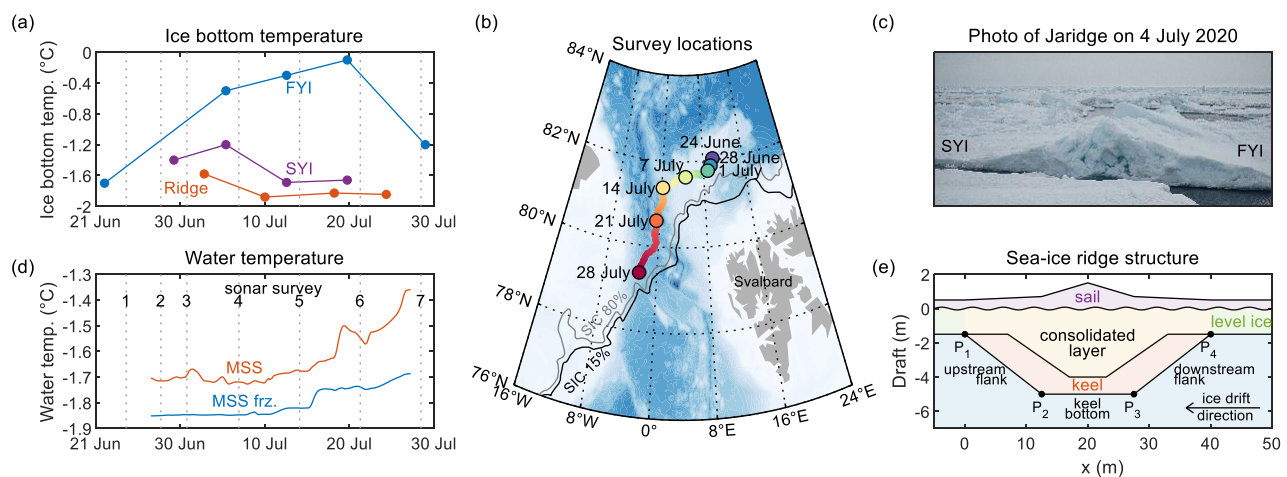 (a)
Ice bottom temperature
Ice bottom temp. (°C)
0
-0.4
-0.8
-1.2
-1.6
-2
FYI
SYI
Ridge
21 Jun
30 Jun
10 Jul
20 Jul
30 Jul
(b)
Survey locations
84°N
82°N
80°N
78°N
76°N
16°W
8°W
0°
8°E
16°E
24°E
24 June
28 June
1 July
7 July
14 July
21 July
28 July
Svalbard
SIC 80%
SIC 15%
(c)
Photo of Jaridge on 4 July 2020
SYI
FYI
(d)
Water temperature
Water temp. (°C)
-1.3
-1.4
-1.5
-1.6
-1.7
-1.8
-1.9
sonar survey
1
2
3
4
5
6
7
MSS
MSS frz.
21 Jun
30 Jun
10 Jul
20 Jul
30 Jul
(e)
Sea-ice ridge structure
Draft (m)
2
0
-2
-4
-6
sail
level ice
consolidated
layer
keel
keel
bottom
P1
P2
P3
P4
upstream
flank
downstream
flank
ice drift
direction
0
10
20
30
40
50
x (m)